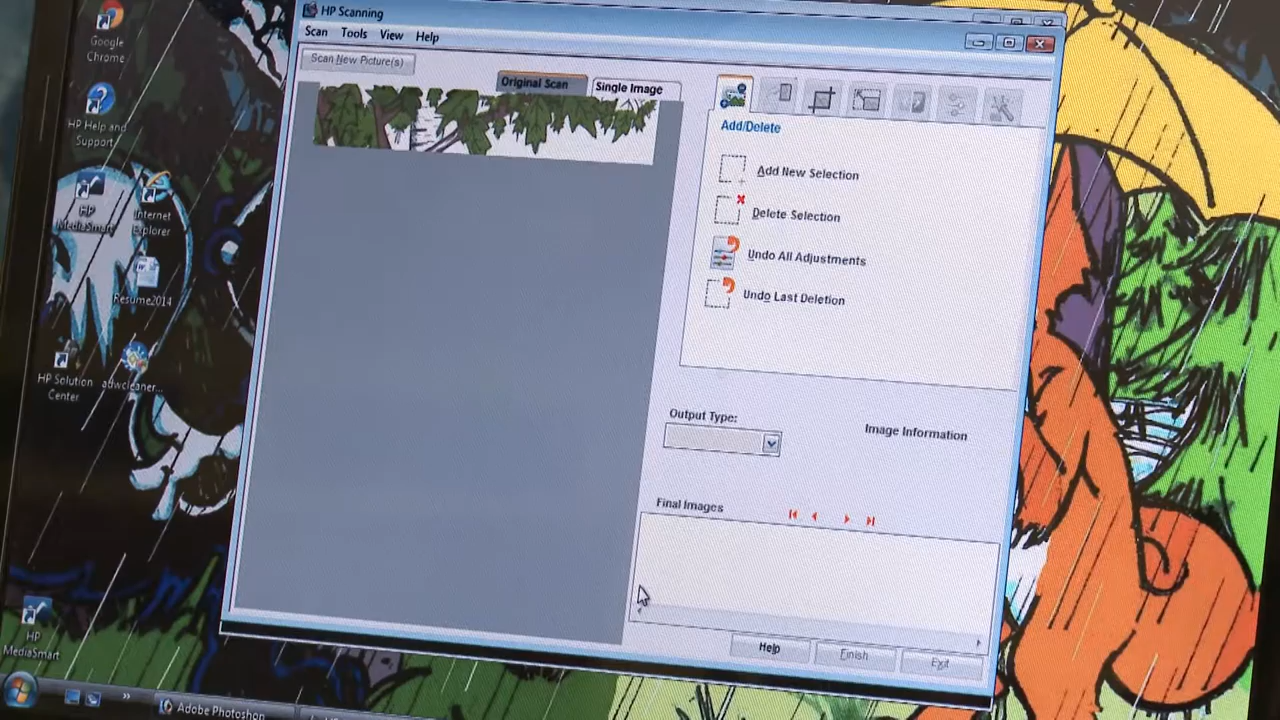 Google
Chrome
HP Help and
Support
HP
MediaSmart
Internet
Explorer
Resume2014
HP Solution
Center
adwcleaner...
HP
MediaSmart
HP Scanning
Scan Tools View Help
Scan New Picture(s)
Original Scan
Single Image
Add/Delete
Add New Selection
Delete Selection
Undo All Adjustments
Undo Last Deletion
Output Type:
Image Information
Final Images
Help
Finish
Exit
Adobe Photoshop